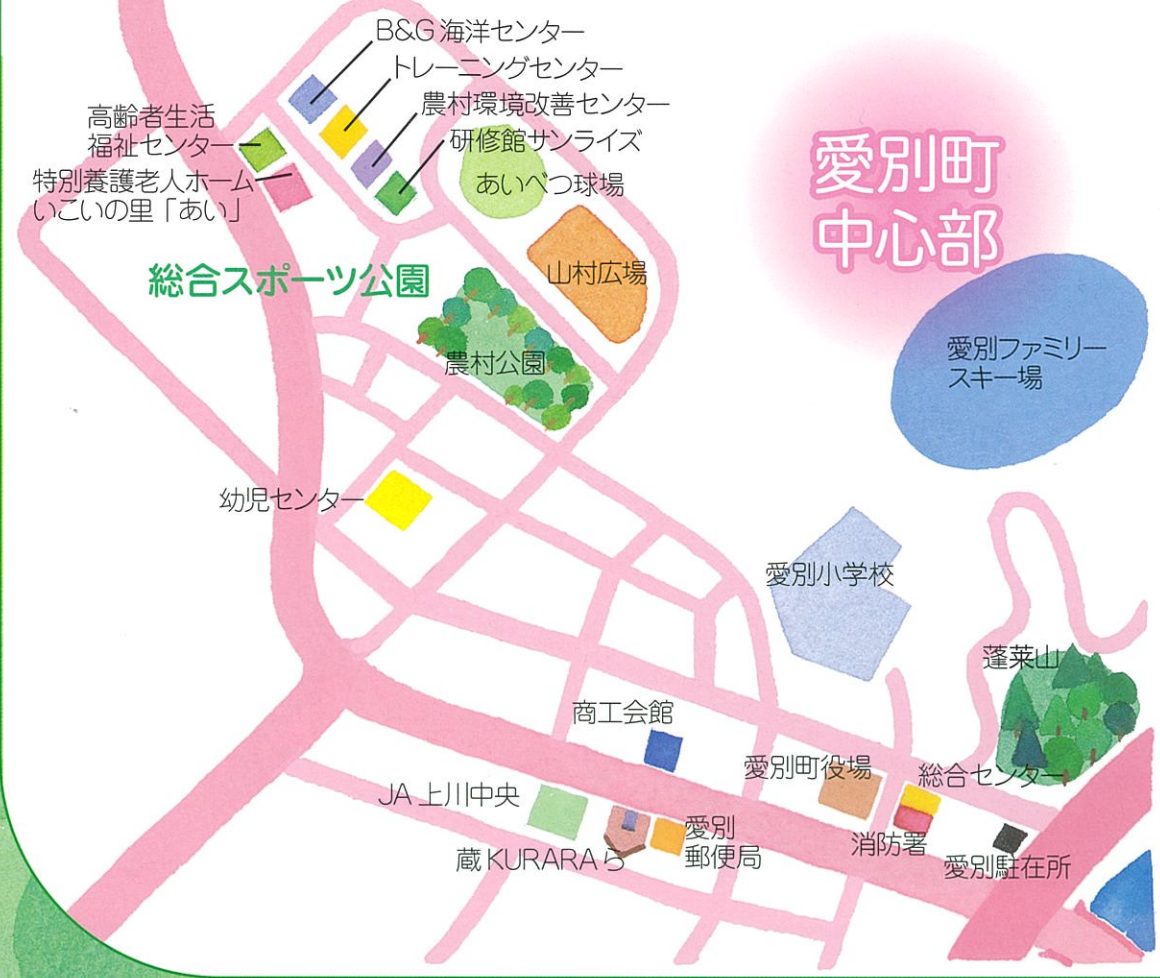 B&G 海洋センター
トレーニングセンター
農村環境改善センター
研修館サンライズ
高齢者生活
福祉センター
特別養護老人ホーム
いこいの里「あい」
あいべつ球場
愛別町
中心部
山村広場
総合スポーツ公園
農村公園
愛別ファミリー
スキー場
幼児センター
愛別小学校
蓬莱山
商工会館
愛別町役場
総合センター
JA 上川中央
蔵 KURARA ら
愛別
郵便局
消防署
愛別駐在所